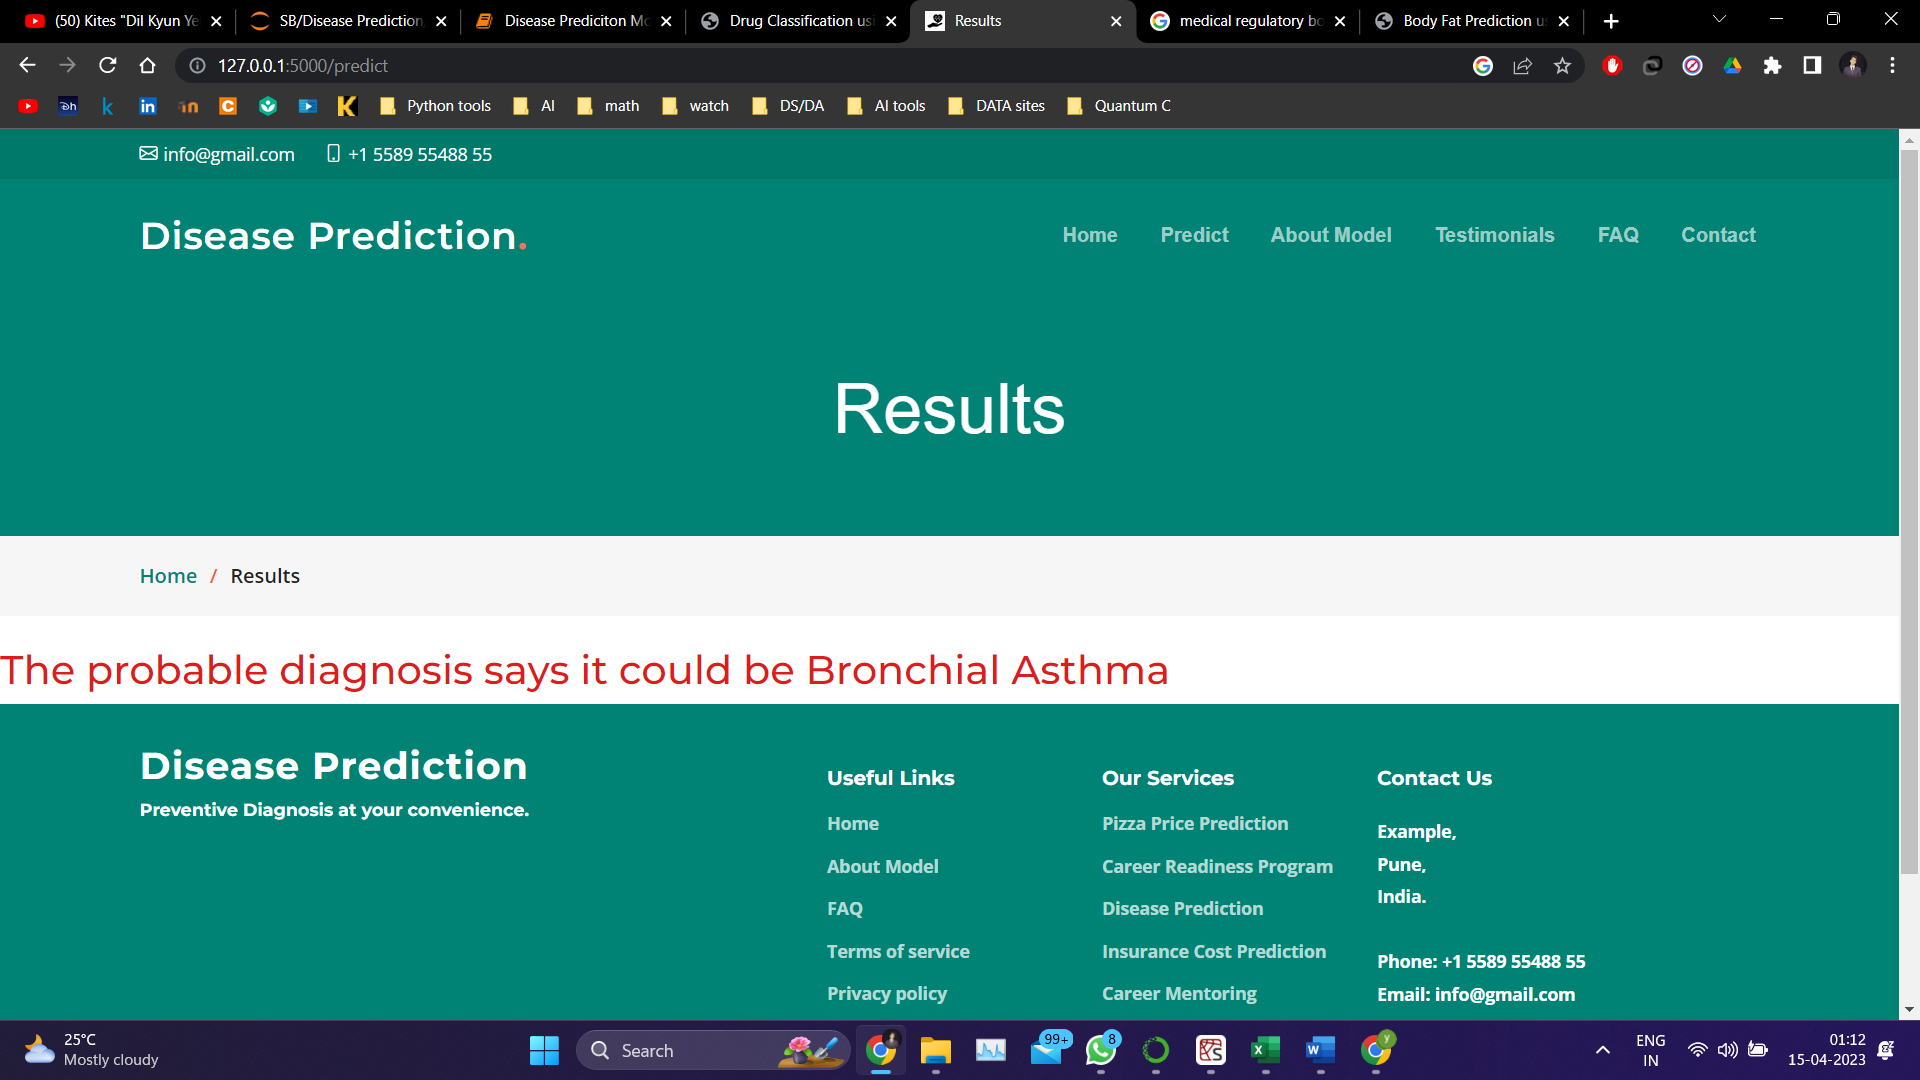 (50) Kites "Dil Kyun Ye
SB/Disease Prediction
Disease Prediciton Mo
Drug Classification usi
Results
medical regulatory bo
Body Fat Prediction u
127.0.0.1:5000/predict
Python tools
AI
math
watch
DS/DA
AI tools
DATA sites
Quantum C
info@gmail.com
+1 5589 55488 55
Disease Prediction.
Home
Predict
About Model
Testimonials
FAQ
Contact
Results
Home / Results
The probable diagnosis says it could be Bronchial Asthma
Disease Prediction
Preventive Diagnosis at your convenience.
Useful Links
Home
About Model
FAQ
Terms of service
Privacy policy
Our Services
Pizza Price Prediction
Career Readiness Program
Disease Prediction
Insurance Cost Prediction
Career Mentoring
Contact Us
Example,
Pune,
India.
Phone: +1 5589 55488 55
Email: info@gmail.com
25°C
Mostly cloudy
Search
99+
8
ENG
IN
01:12
15-04-2023